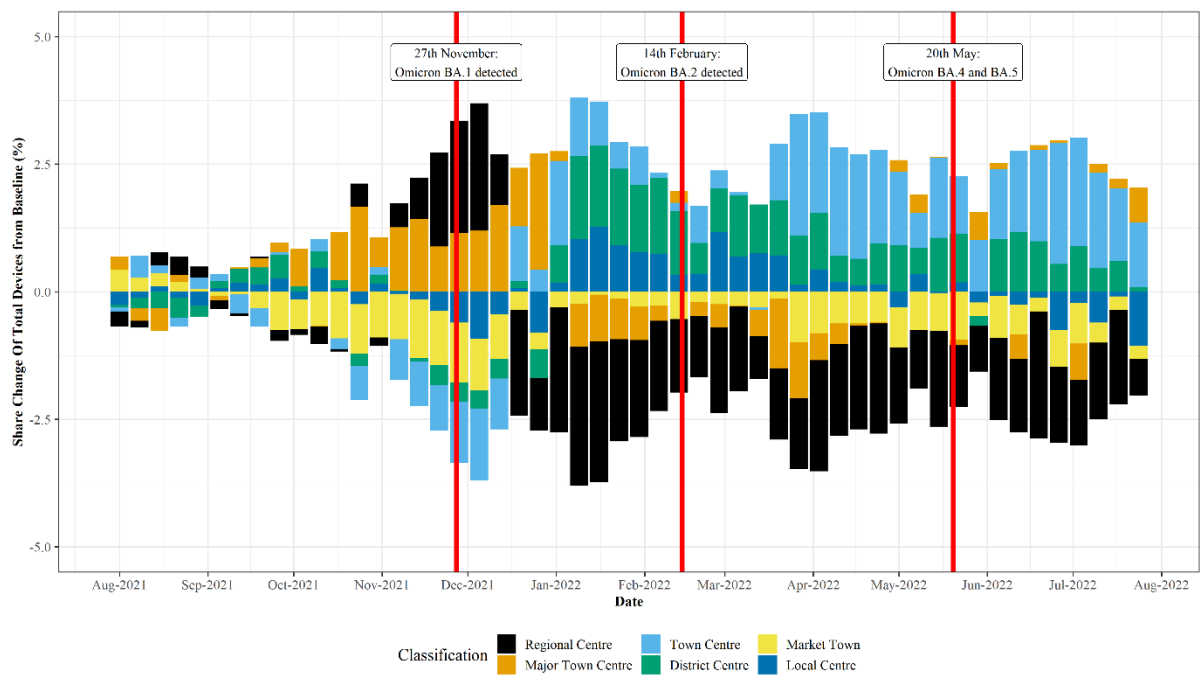 Share Change Of Total Devices from Baseline (%)
5.0
2.5
0.0
-2.5
-5.0
27th November:
Omicron BA.1 detected
14th February:
Omicron BA.2 detected
20th May:
Omicron BA.4 and BA.5
Aug-2021 Sep-2021 Oct-2021 Nov-2021 Dec-2021 Jan-2022 Feb-2022 Mar-2022 Apr-2022 May-2022 Jun-2022 Jul-2022 Aug-2022
Date
Classification
Regional Centre Town Centre Market Town
Major Town Centre District Centre Local Centre